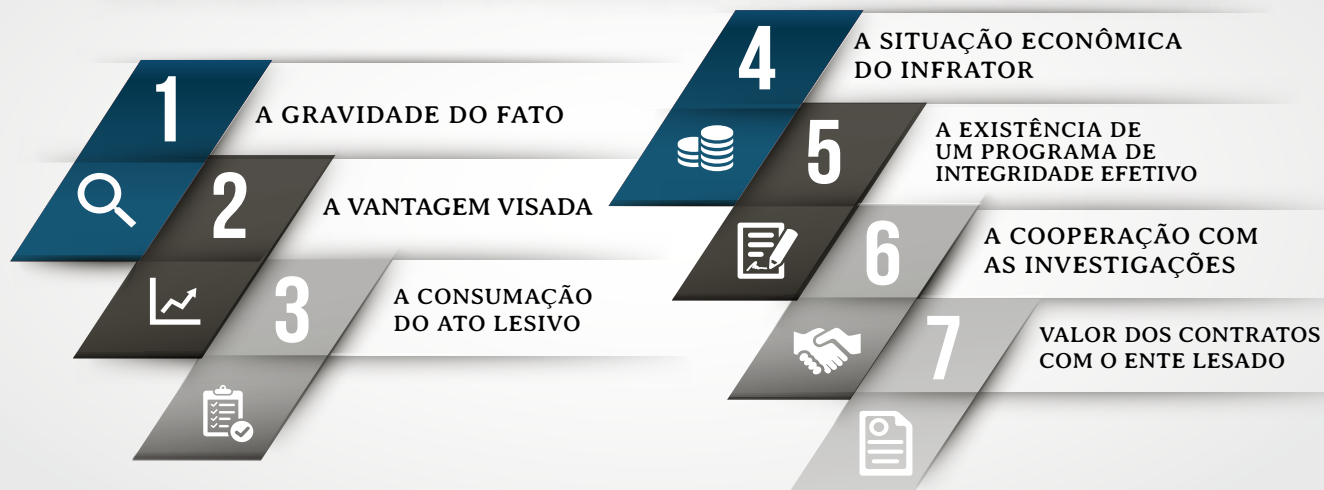 1
A GRAVIDADE DO FATO
2
A VANTAGEM VISADA
3
A CONSUMAÇÃO
DO ATO LESIVO
4
A SITUAÇÃO ECONÔMICA
DO INFRATOR
5
A EXISTÊNCIA DE
UM PROGRAMA DE
INTEGRIDADE EFETIVO
6
A COOPERAÇÃO COM
AS INVESTIGAÇÕES
7
VALOR DOS CONTRATOS
COM O ENTE LESADO